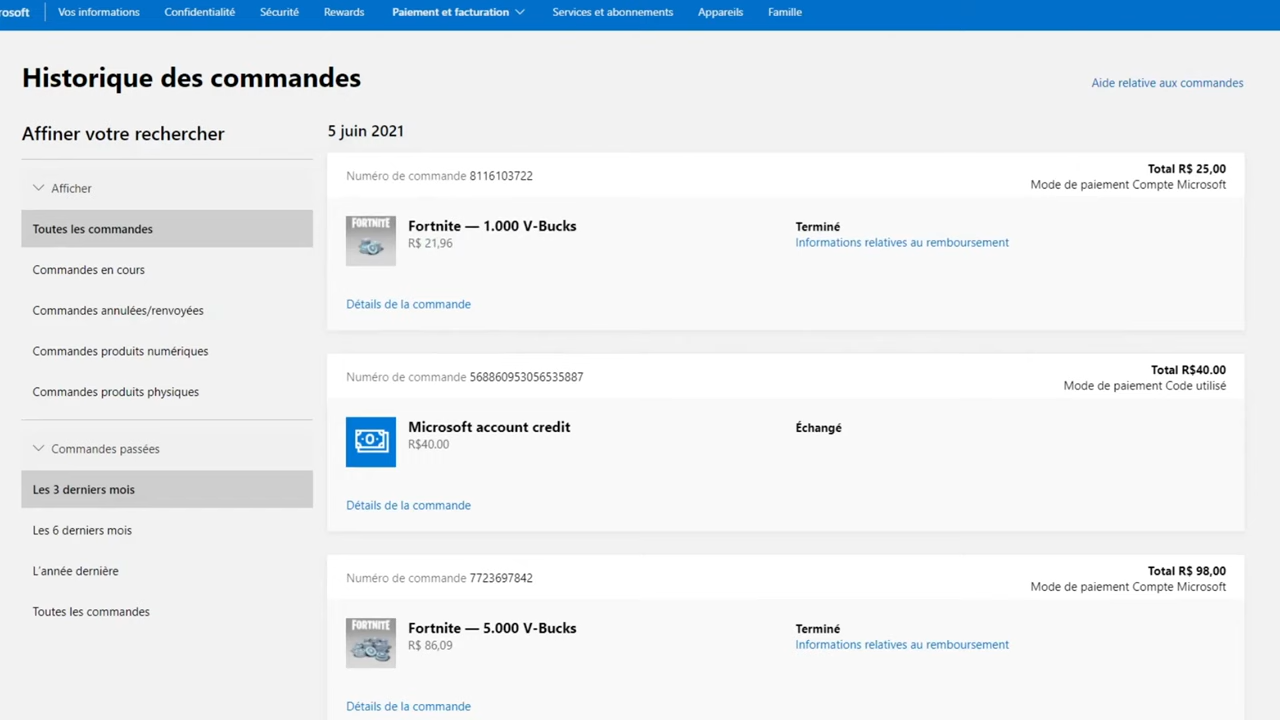 Vos informations Confidentialité Sécurité Rewards Paiement et facturation Services et abonnements Appareils Famille
Historique des commandes
Aide relative aux commandes
Affiner votre rechercher
Afficher
Toutes les commandes
Commandes en cours
Commandes annulées/renvoyées
Commandes produits numériques
Commandes produits physiques
Commandes passées
Les 3 derniers mois
Les 6 derniers mois
L'année dernière
Toutes les commandes
5 juin 2021
Numéro de commande 8116103722
Total R$ 25,00
Mode de paiement Compte Microsoft
FORTNITE
Fortnite — 1.000 V-Bucks
R$ 21,96
Terminé
Informations relatives au remboursement
Détails de la commande
Numéro de commande 568860953056535887
Total R$40.00
Mode de paiement Code utilisé
Microsoft account credit
R$40.00
Échangé
Détails de la commande
Numéro de commande 7723697842
Total R$ 98,00
Mode de paiement Compte Microsoft
FORTNITE
Fortnite — 5.000 V-Bucks
R$ 86,09
Terminé
Informations relatives au remboursement
Détails de la commande